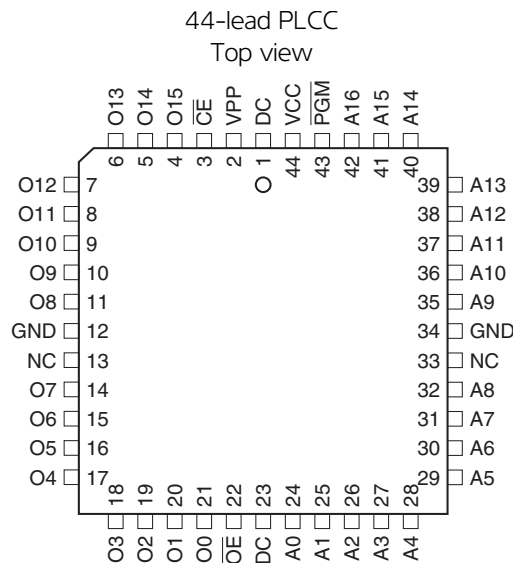 44-lead PLCC
Top view
O13 O14 O15 C̅E̅ VPP DC VCC P̅G̅M̅ A16 A15 A14
6 5 4 3 2 1 44 43 42 41 40
O12 7 39 A13
O11 8 38 A12
O10 9 37 A11
O9 10 36 A10
O8 11 35 A9
GND 12 34 GND
NC 13 33 NC
O7 14 32 A8
O6 15 31 A7
O5 16 30 A6
O4 17 29 A5
18 19 20 21 22 23 24 25 26 27 28
O3 O2 O1 O0 O̅E̅ DC A0 A1 A2 A3 A4